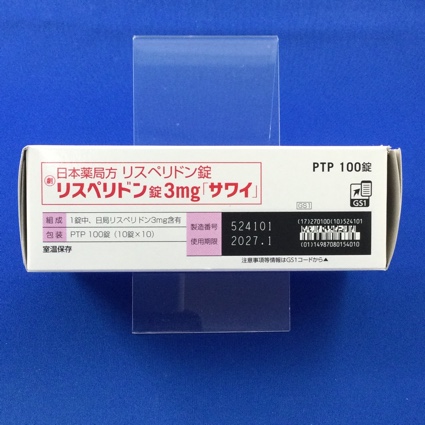 日本薬局方 リスペリドン錠
劇 リスペリドン錠3mg「サワイ」
PTP 100錠
GS1
GS1
組成 1錠中、日局リスペリドン3mg含有
包装 PTP 100錠（10錠×10）
室温保存
製造番号 524101
使用期限 2027.1
(17)270100(10)524101
(01)14987080154010
注意事項等情報はGS1コードから▲